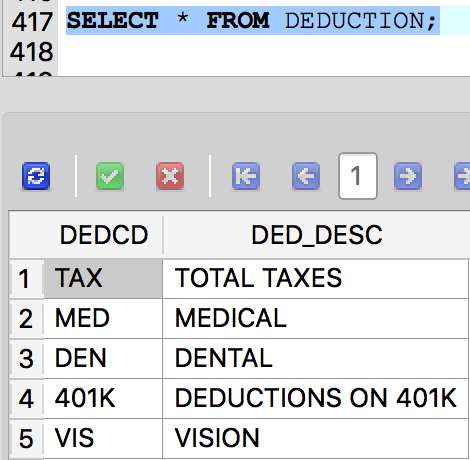 417 SELECT * FROM DEDUCTION;
418
1
DEDCD DED_DESC
1 TAX TOTAL TAXES
2 MED MEDICAL
3 DEN DENTAL
4 401K DEDUCTIONS ON 401K
5 VIS VISION